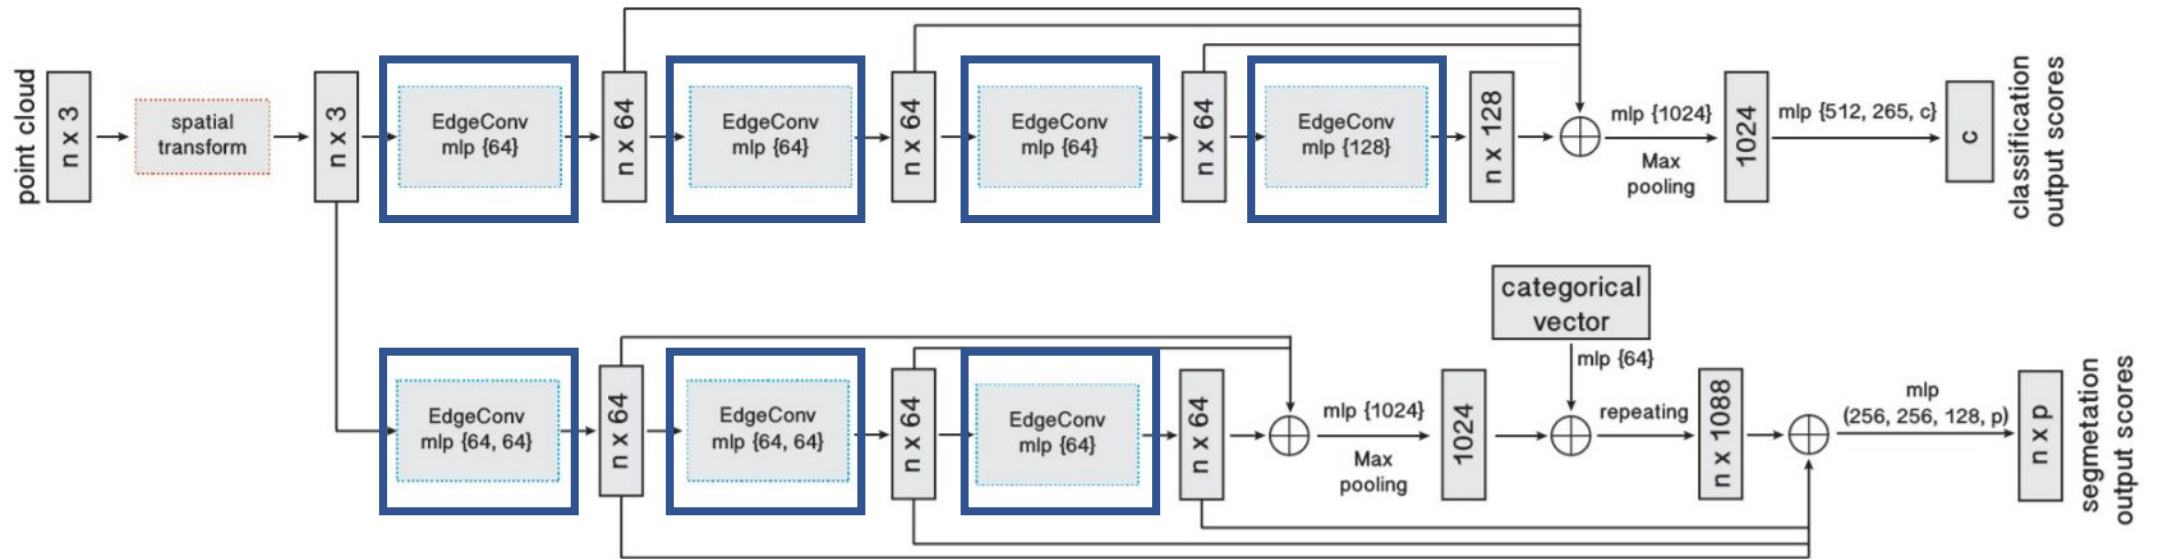 point cloud
n x 3
spatial
transform
n x 3
EdgeConv
mlp {64}
n x 64
EdgeConv
mlp {64}
n x 64
EdgeConv
mlp {64}
n x 64
EdgeConv
mlp {128}
n x 128
mlp {1024}
Max
pooling
1024
mlp {512, 265, c}
c
classification
output scores
EdgeConv
mlp {64, 64}
n x 64
EdgeConv
mlp {64, 64}
n x 64
EdgeConv
mlp {64}
n x 64
mlp {1024}
Max
pooling
1024
categorical
vector
mlp {64}
repeating
n x 1088
mlp
(256, 256, 128, p)
n x p
segmetation
output scores